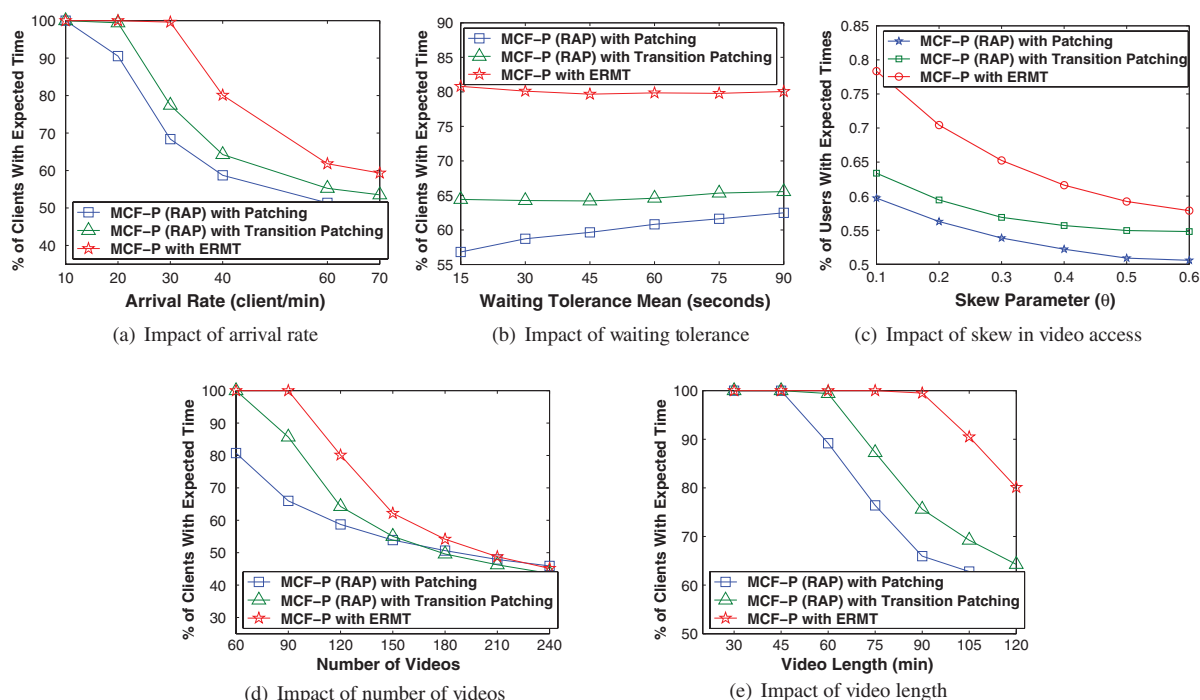 % of Clients With Expected Time
100
90
80
70
60
50
40
MCF-P (RAP) with Patching
MCF-P (RAP) with Transition Patching
MCF-P with ERMT
10 20 30 40 60 70
Arrival Rate (client/min)
(a) Impact of arrival rate
% of Clients With Expected Time
90
85
80
75
70
65
60
55
MCF-P (RAP) with Patching
MCF-P (RAP) with Transition Patching
MCF-P with ERMT
15 30 45 60 75 90
Waiting Tolerance Mean (seconds)
(b) Impact of waiting tolerance
% of Users With Expected Times
0.85
0.8
0.75
0.7
0.65
0.6
0.55
0.5
MCF-P (RAP) with Patching
MCF-P (RAP) with Transition Patching
MCF-P with ERMT
0.1 0.2 0.3 0.4 0.5 0.6
Skew Parameter (θ)
(c) Impact of skew in video access
% of Clients With Expected Time
100
90
80
70
60
50
40
30
MCF-P (RAP) with Patching
MCF-P (RAP) with Transition Patching
MCF-P with ERMT
60 90 120 150 180 210 240
Number of Videos
(d) Impact of number of videos
% of Clients With Expected Time
100
90
80
70
60
50
MCF-P (RAP) with Patching
MCF-P (RAP) with Transition Patching
MCF-P with ERMT
30 45 60 75 90 105 120
Video Length (min)
(e) Impact of video length